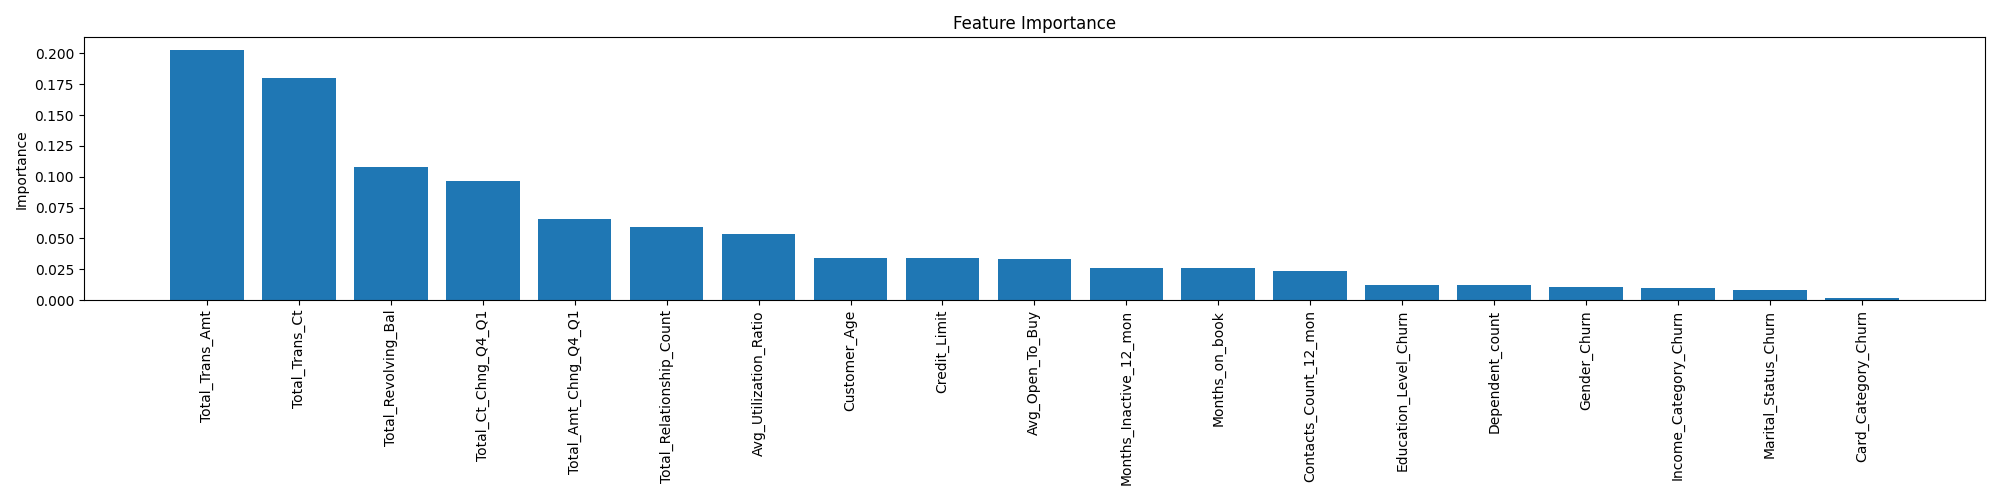 Feature Importance
Importance
0.200
0.175
0.150
0.125
0.100
0.075
0.050
0.025
0.000
Total_Trans_Amt
Total_Trans_Ct
Total_Revolving_Bal
Total_Ct_Chng_Q4_Q1
Total_Amt_Chng_Q4_Q1
Total_Relationship_Count
Avg_Utilization_Ratio
Customer_Age
Credit_Limit
Avg_Open_To_Buy
Months_Inactive_12_mon
Months_on_book
Contacts_Count_12_mon
Education_Level_Churn
Dependent_count
Gender_Churn
Income_Category_Churn
Marital_Status_Churn
Card_Category_Churn